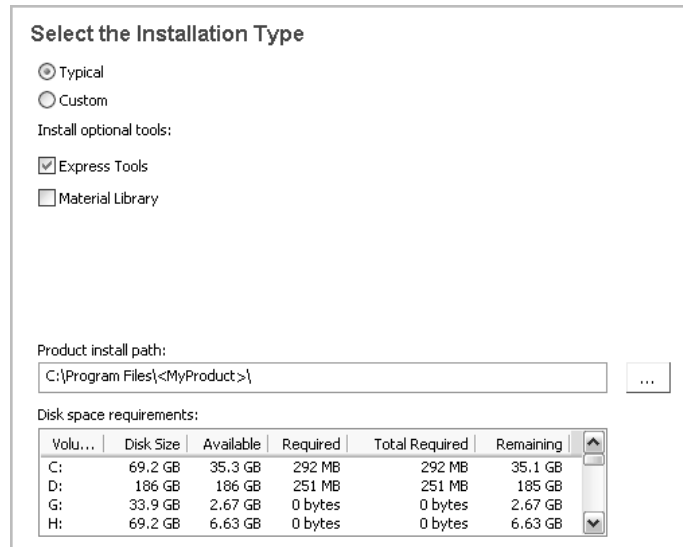 Select the Installation Type
Typical
Custom
Install optional tools:
Express Tools
Material Library
Product install path:
C:\Program Files\<MyProduct>\
...
Disk space requirements:
Volu... Disk Size Available Required Total Required Remaining
C: 69.2 GB 35.3 GB 292 MB 292 MB 35.1 GB
D: 186 GB 186 GB 251 MB 251 MB 185 GB
G: 33.9 GB 2.67 GB 0 bytes 0 bytes 2.67 GB
H: 69.2 GB 6.63 GB 0 bytes 0 bytes 6.63 GB